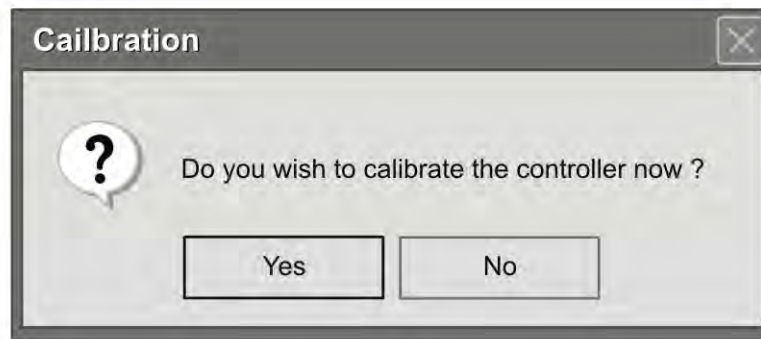 Cailbration
?
Do you wish to calibrate the controller now ?
Yes No